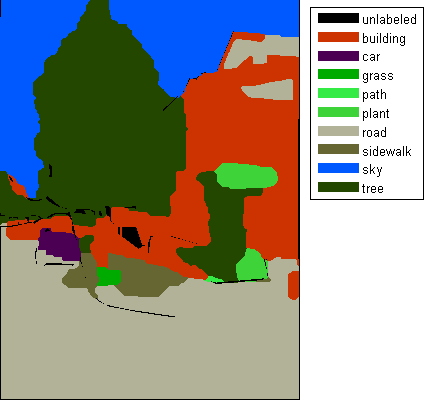 unlabeled
building
car
grass
path
plant
road
sidewalk
sky
tree